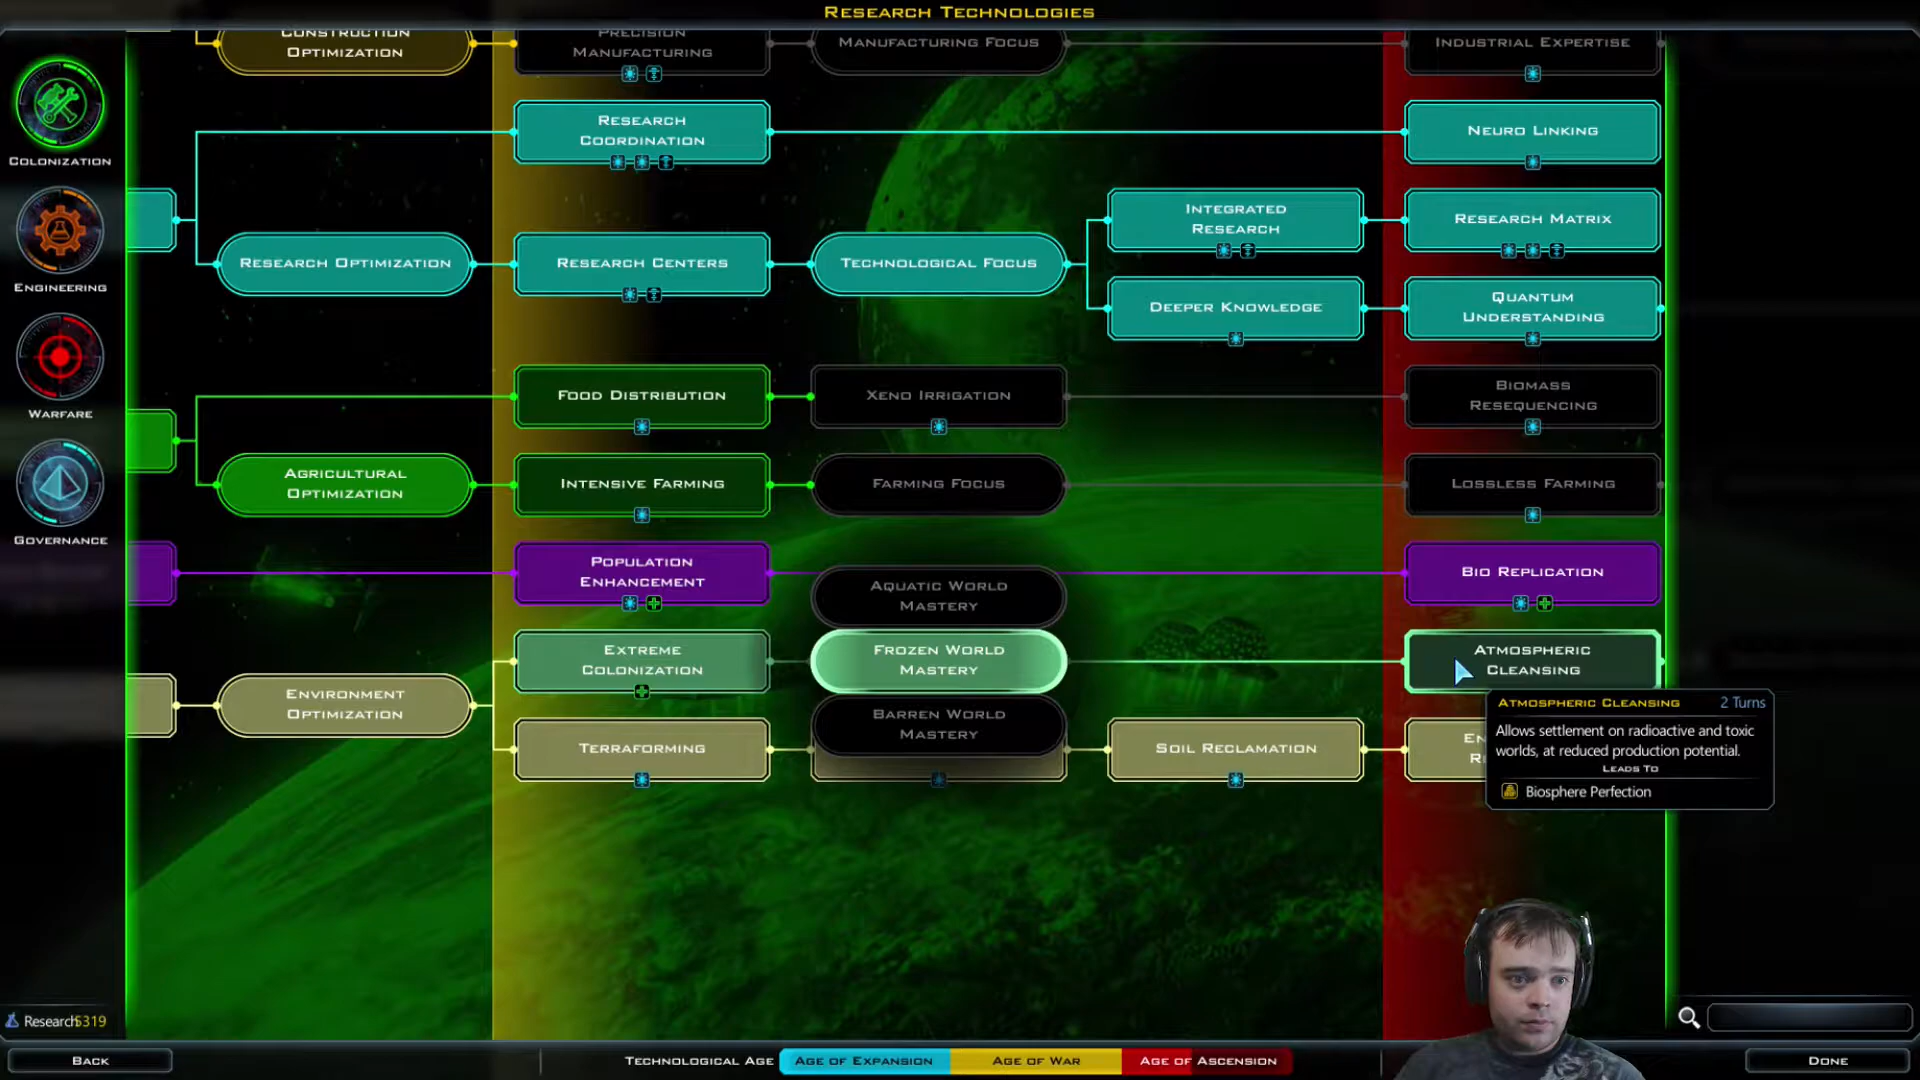 Research Technologies
Construction
Optimization
Precision
Manufacturing
Manufacturing Focus
Industrial Expertise
Colonization
Research
Coordination
Neuro Linking
Integrated
Research
Research Matrix
Research Optimization
Research Centers
Technological Focus
Engineering
Deeper Knowledge
Quantum
Understanding
Food Distribution
Xeno Irrigation
Biomass
Resequencing
Warfare
Agricultural
Optimization
Intensive Farming
Farming Focus
Lossless Farming
Governance
Population
Enhancement
Aquatic World
Mastery
Bio Replication
Extreme
Colonization
Frozen World
Mastery
Atmospheric
Cleansing
Environment
Optimization
Terraforming
Barren World
Mastery
Soil Reclamation
Atmospheric Cleansing 2 Turns
Allows settlement on radioactive and toxic
worlds, at reduced production potential.
Leads To
Biosphere Perfection
Research 5319
Back
Technological Age
Age of Expansion
Age of War
Age of Ascension
Done